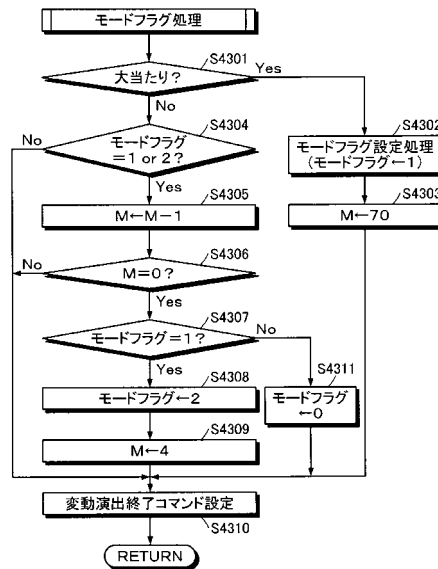 モードフラグ処理
S4301
大当たり？
Yes
No
S4304
S4302
No
モードフラグ
＝1 or 2？
モードフラグ設定処理
(モードフラグ←1)
Yes
S4305
S4303
M←M－1
M←70
S4306
No
M＝0？
Yes
S4307
モードフラグ＝1？
No
Yes
S4308
S4311
モードフラグ←2
モードフラグ
←0
S4309
M←4
変動演出終了コマンド設定
S4310
RETURN